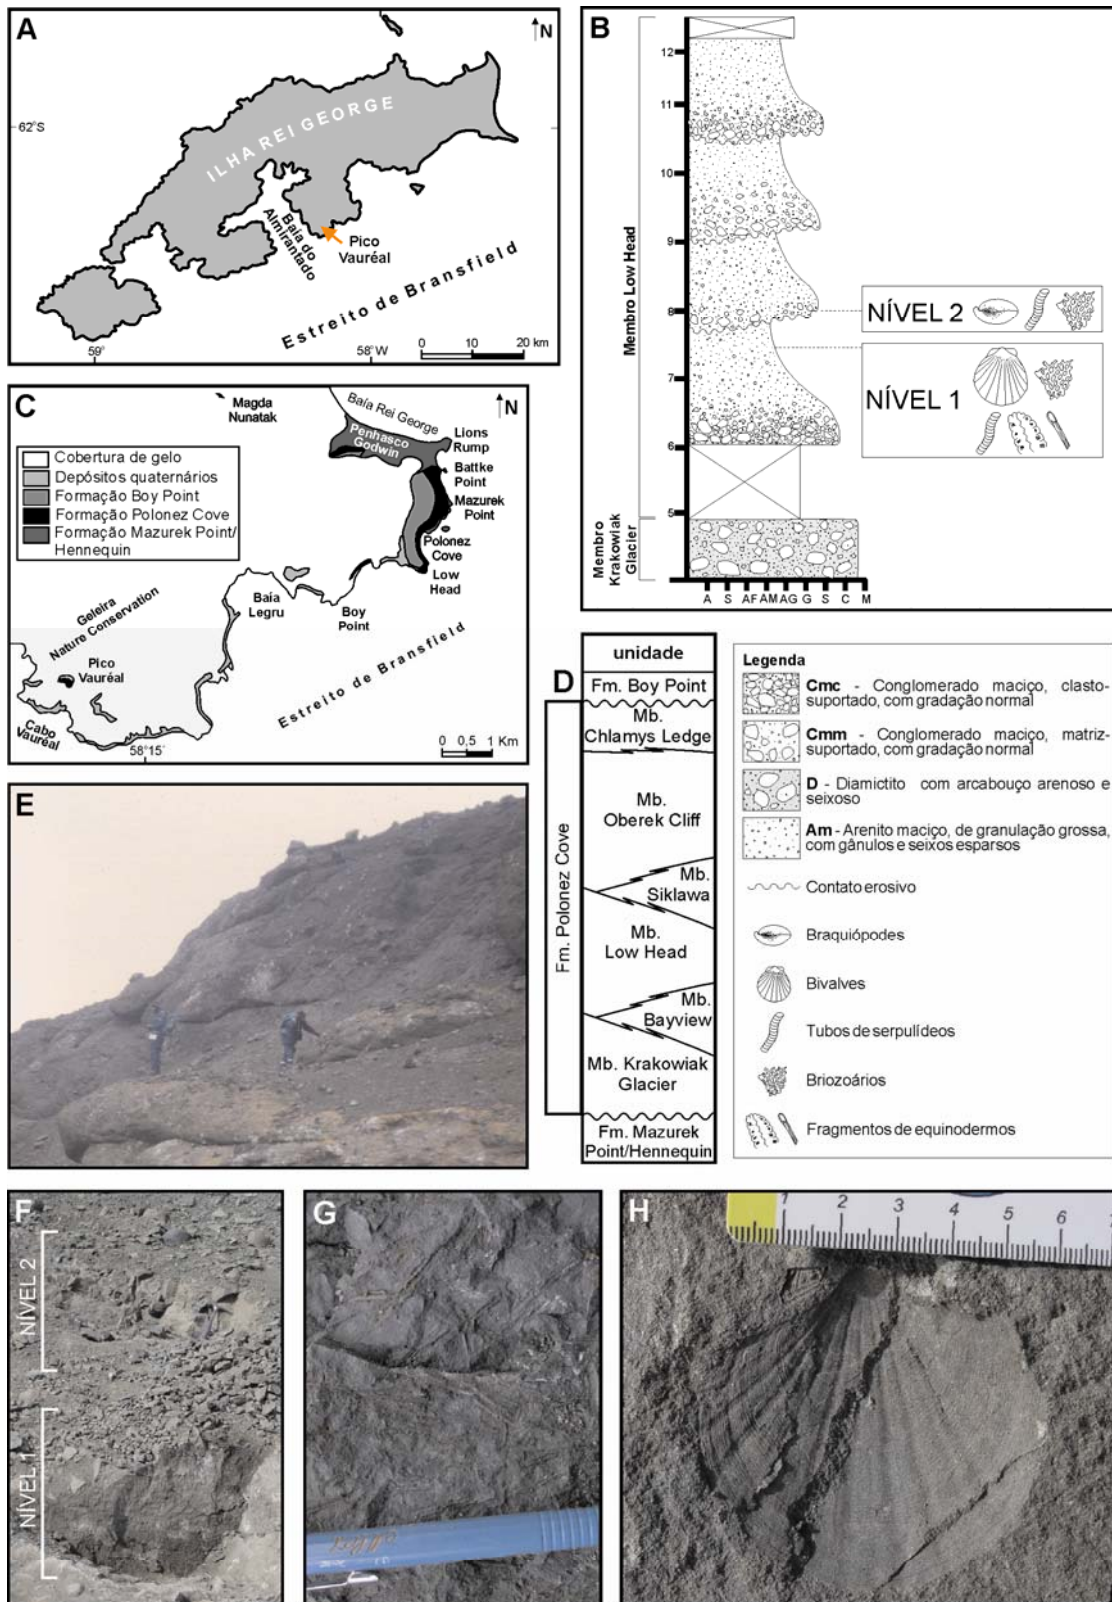 A
N
62°S
ILHA REI GEORGE
Baía do
Almirantado
Pico
Vauréal
Estreito de Bransfield
59°
58° W
0
10
20 km
B
12
11
10
9
8
7
6
5
Membro Low Head
Membro
Krakowiak
Glacier
A S AF AM AG G S C M
NÍVEL 2
NÍVEL 1
C
N
Magda
Nunatak
Baía Rei George
Penhasco
Godwin
Lions
Rump
Battke
Point
Mazurek
Point
Polonez
Cove
Low
Head
Cobertura de gelo
Depósitos quaternários
Formação Boy Point
Formação Polonez Cove
Formação Mazurek Point/
Hennequin
Baía
Legru
Boy
Point
Geleira
Nature Conservation
Pico
Vauréal
Cabo
Vauréal
Estreito de Bransfield
58°15´
0 0,5 1 Km
D
unidade
Fm. Boy Point
Fm. Polonez Cove
Mb.
Chlamys Ledge
Mb.
Oberek Cliff
Mb.
Siklawa
Mb.
Low Head
Mb.
Bayview
Mb. Krakowiak
Glacier
Fm. Mazurek
Point/Hennequin
Legenda
Cmc - Conglomerado maciço, clasto-
suportado, com gradação normal
Cmm - Conglomerado maciço, matriz-
suportado, com gradação normal
D - Diamictito com arcabouço arenoso e
seixoso
Am - Arenito maciço, de granulação grossa,
com gânulos e seixos esparsos
Contato erosivo
Braquiópodes
Bivalves
Tubos de serpulídeos
Briozoários
Fragmentos de equinodermos
E
F
NÍVEL 2
NÍVEL 1
G
H
1 2 3 4 5 6